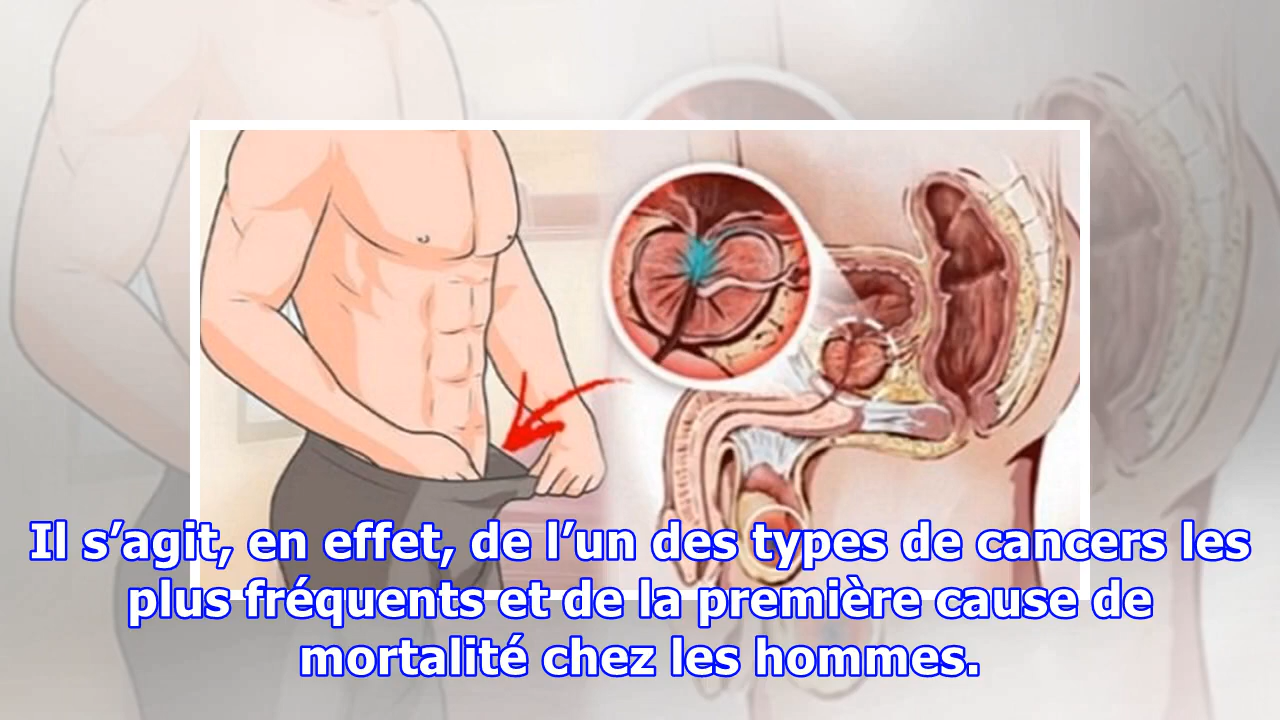 Il s’agit, en effet, de l’un des types de cancers les
plus fréquents et de la première cause de
mortalité chez les hommes.